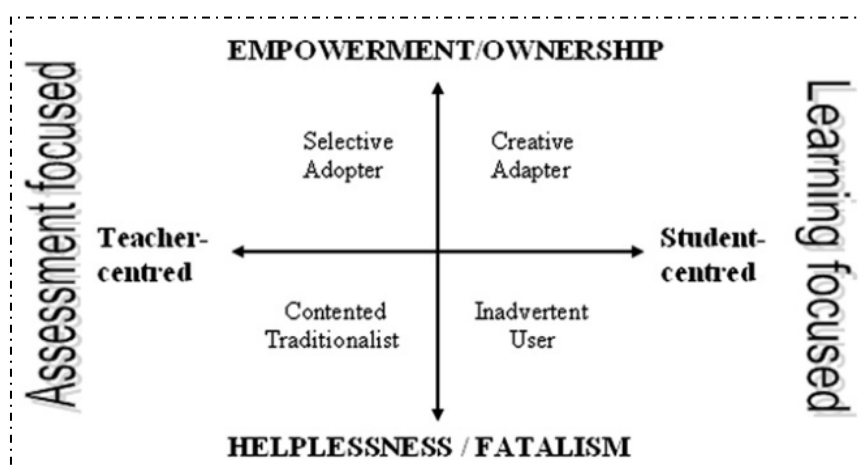 EMPOWERMENT/OWNERSHIP
Assessment focused
Learning focused
Selective
Adopter
Creative
Adapter
Teacher-
centred
Student-
centred
Contented
Traditionalist
Inadvertent
User
HELPLESSNESS / FATALISM